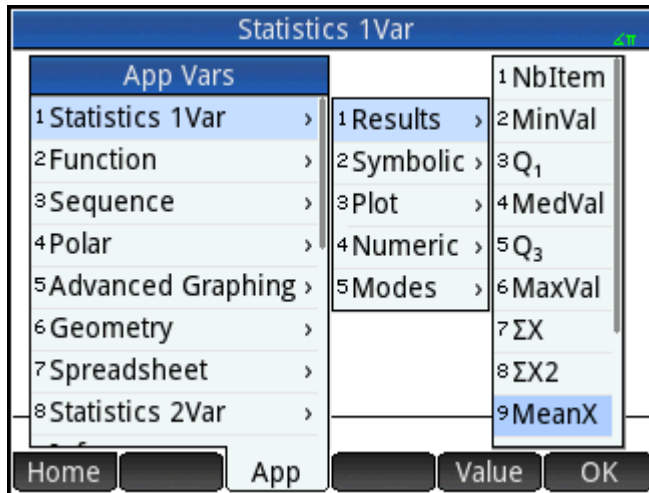 Statistics 1Var
∡π
App Vars
1 Statistics 1Var ›
2 Function ›
3 Sequence ›
4 Polar ›
5 Advanced Graphing ›
6 Geometry ›
7 Spreadsheet ›
8 Statistics 2Var ›
1 Results ›
2 Symbolic ›
3 Plot ›
4 Numeric ›
5 Modes ›
1 NbItem
2 MinVal
3 Q₁
4 MedVal
5 Q₃
6 MaxVal
7 ΣX
8 ΣX2
9 MeanX
Home App Value OK